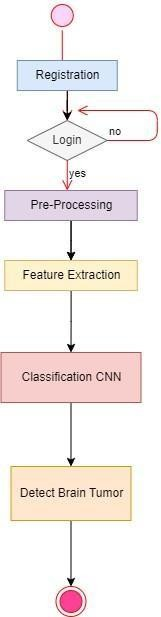 Registration
Login
no
yes
Pre-Processing
Feature Extraction
Classification CNN
Detect Brain Tumor